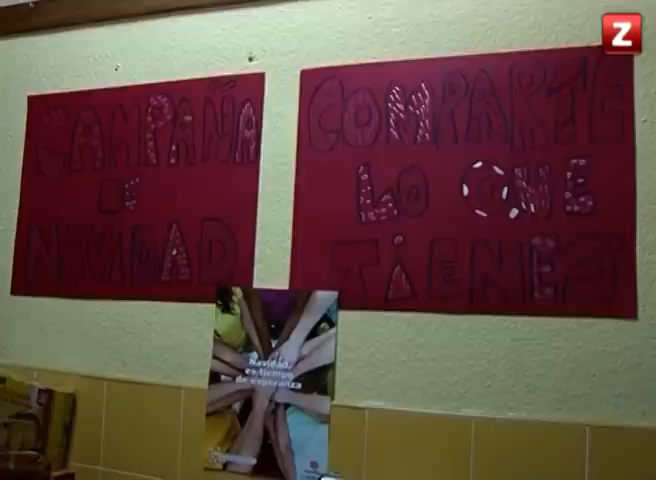 CAMPAÑA
DE
NAVIDAD
COMPARTE
LO QUE
TIENES
Navidad,
es tiempo
de esperanza
Z